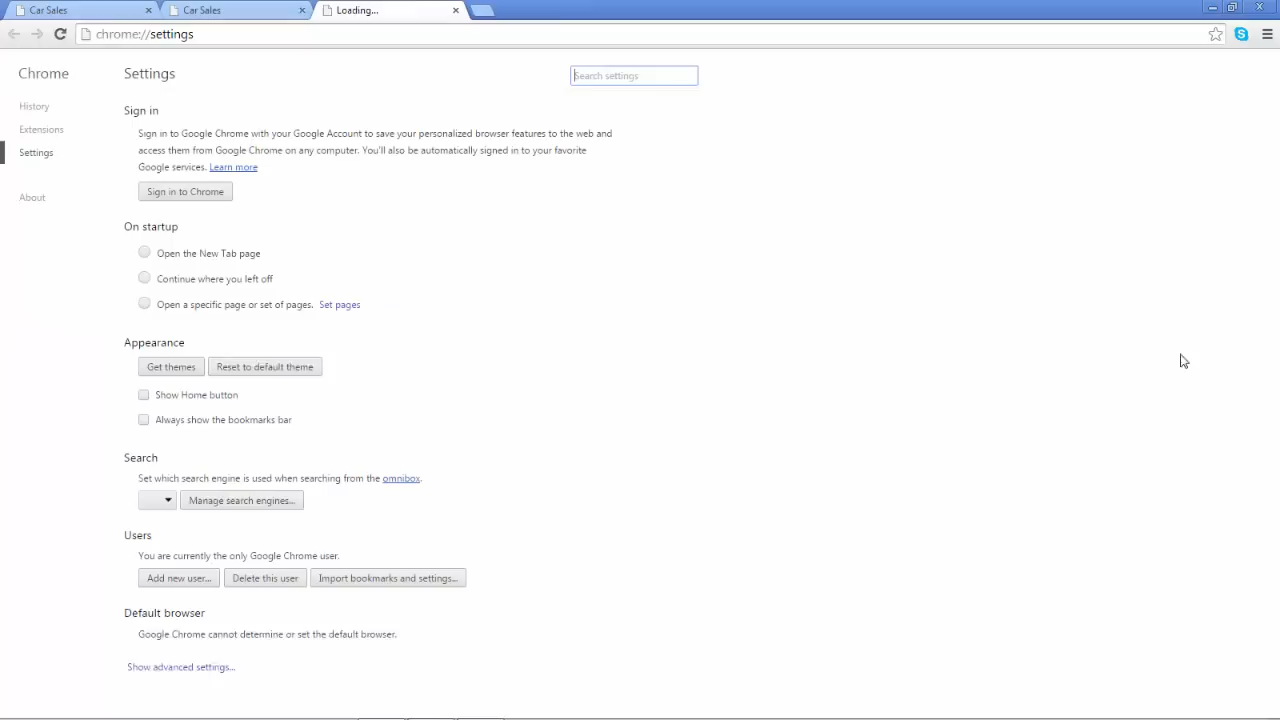 Car Sales
Car Sales
Loading...
chrome://settings
Chrome
Settings
Search settings
History
Extensions
Settings
About
Sign in
Sign in to Google Chrome with your Google Account to save your personalized browser features to the web and
access them from Google Chrome on any computer. You'll also be automatically signed in to your favorite
Google services. Learn more
Sign in to Chrome
On startup
Open the New Tab page
Continue where you left off
Open a specific page or set of pages. Set pages
Appearance
Get themes
Reset to default theme
Show Home button
Always show the bookmarks bar
Search
Set which search engine is used when searching from the omnibox.
Manage search engines...
Users
You are currently the only Google Chrome user.
Add new user...
Delete this user
Import bookmarks and settings...
Default browser
Google Chrome cannot determine or set the default browser.
Show advanced settings...